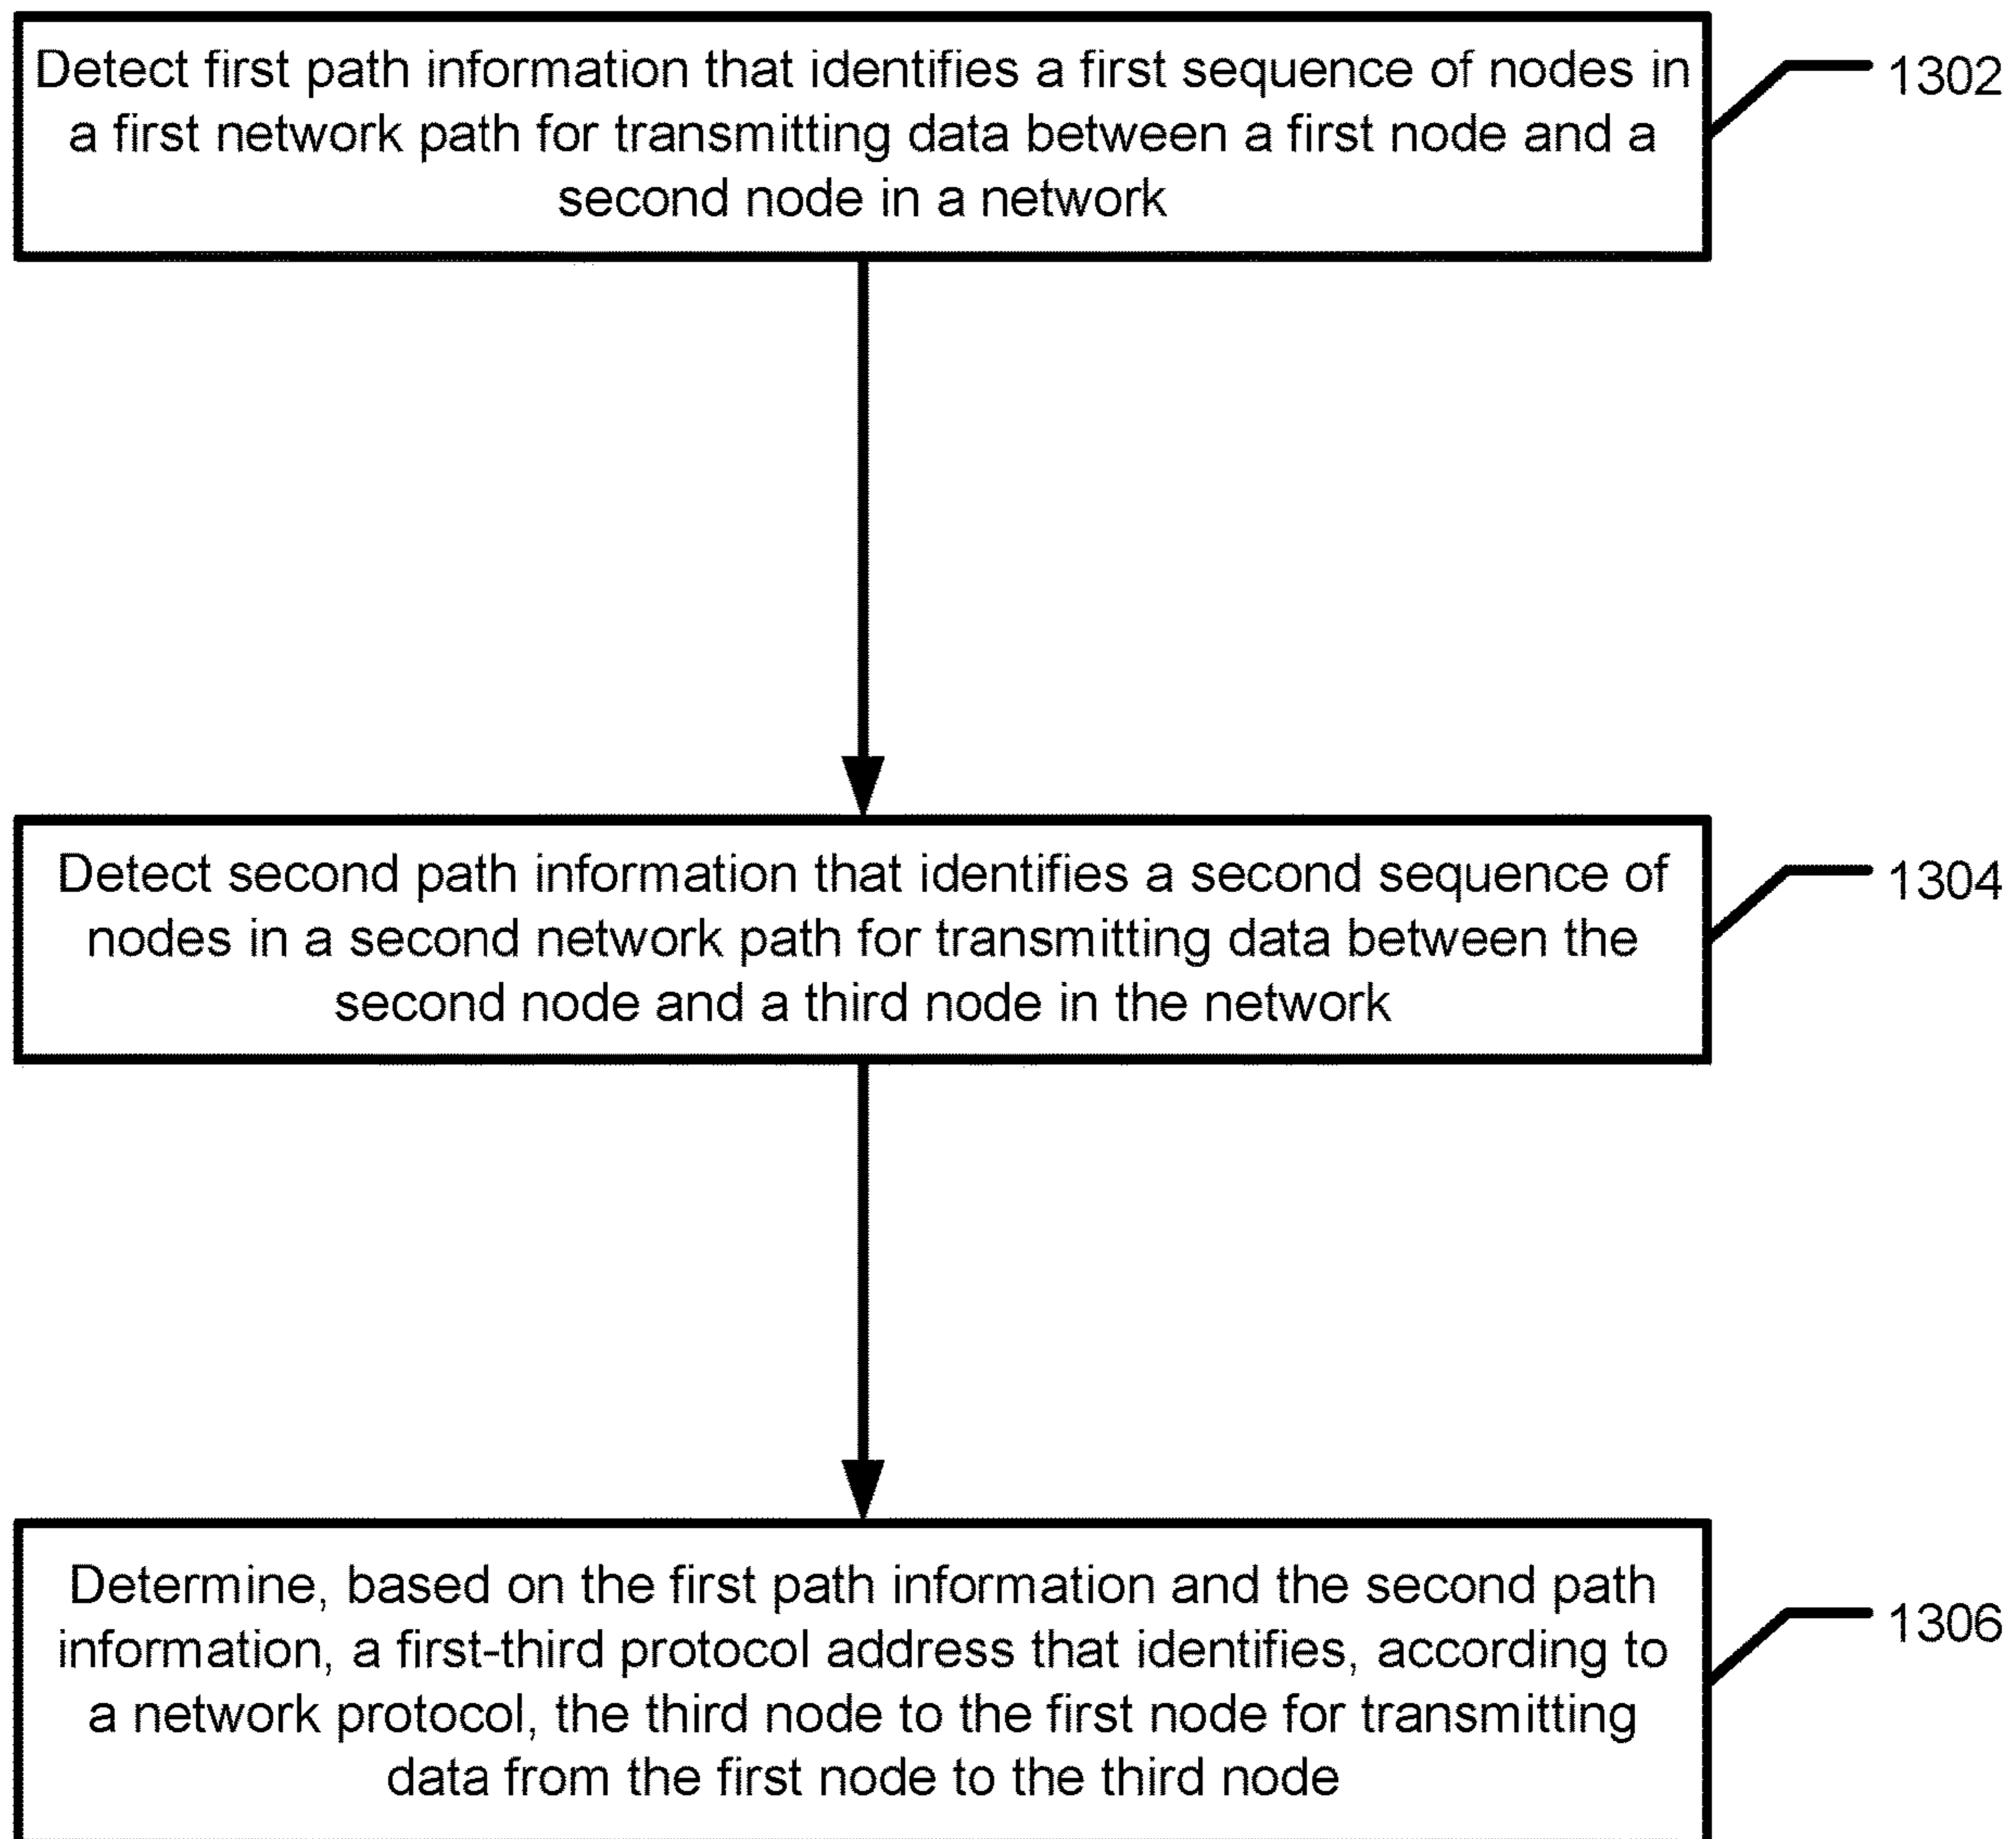 Detect first path information that identifies a first sequence of nodes in
a first network path for transmitting data between a first node and a
second node in a network
1302
Detect second path information that identifies a second sequence of
nodes in a second network path for transmitting data between the
second node and a third node in the network
1304
Determine, based on the first path information and the second path
information, a first-third protocol address that identifies, according to
a network protocol, the third node to the first node for transmitting
data from the first node to the third node
1306